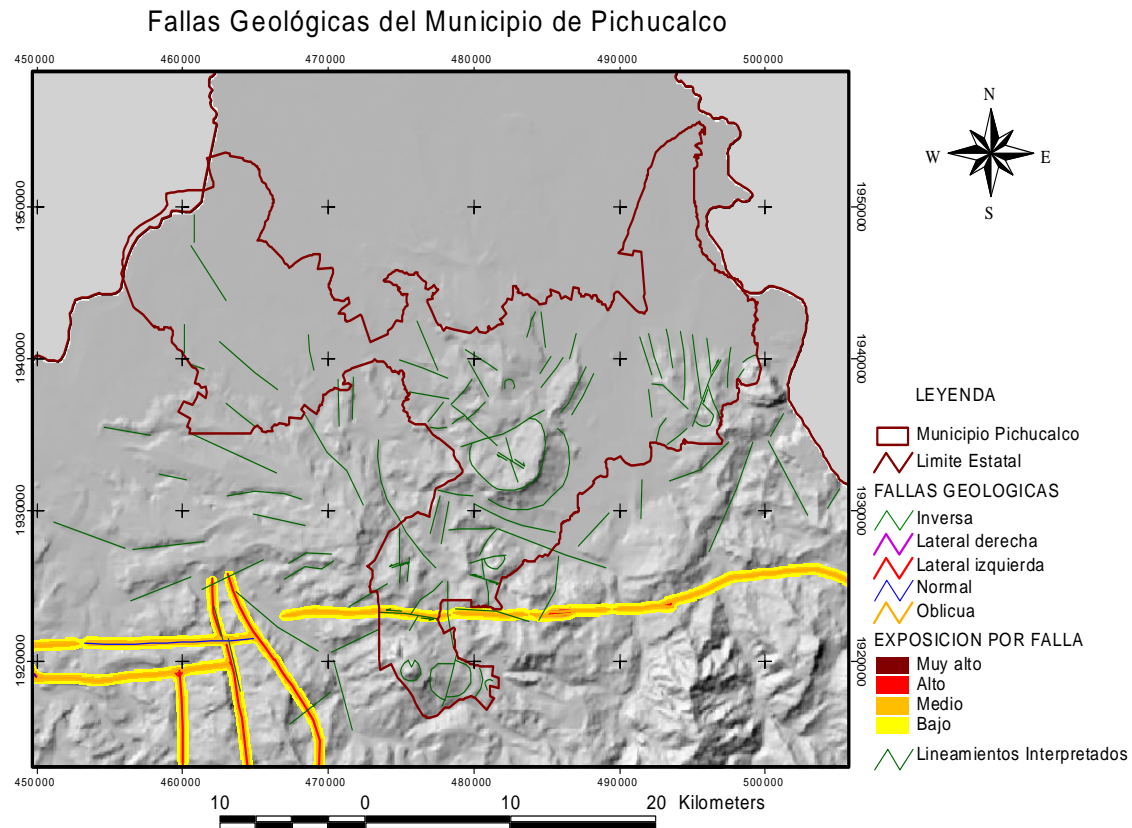 Fallas Geológicas del Municipio de Pichucalco
450000 460000 470000 480000 490000 500000
N
W E
S
1950000 1950000
1940000 1940000
1930000 1930000
1920000 1920000
LEYENDA
Municipio Pichucalco
Limite Estatal
FALLAS GEOLOGICAS
Inversa
Lateral derecha
Lateral izquierda
Normal
Oblicua
EXPOSICION POR FALLA
Muy alto
Alto
Medio
Bajo
Lineamientos Interpretados
450000 460000 470000 480000 490000 500000
10 0 10 20 Kilometers